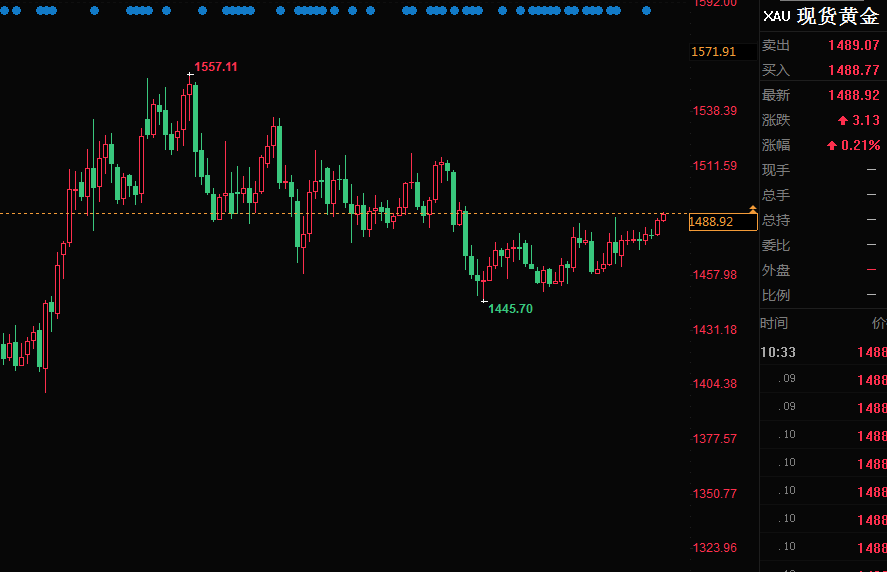 1592.00
1571.91
1557.11
1538.39
1511.59
1488.92
1457.98
1445.70
1431.18
1404.38
1377.57
1350.77
1323.96
XAU 现货黄金
卖出 1489.07
买入 1488.77
最新 1488.92
涨跌 3.13
涨幅 0.21%
现手 —
总手 —
总持 —
委比 —
外盘 —
比例 —
时间 价
10:33 1488
.09 1488
.09 1488
.10 1488
.10 1488
.10 1488
.10 1488
.10 1488